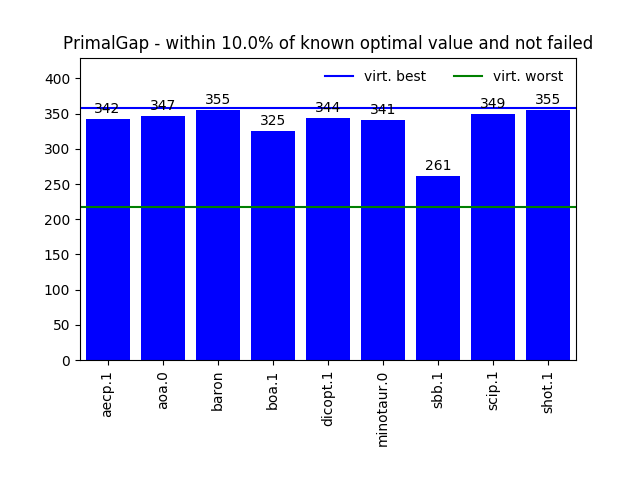 PrimalGap - within 10.0% of known optimal value and not failed
virt. best virt. worst
400
350
300
250
200
150
100
50
0
342 347 355 325 344 341 261 349 355
aecp.1 aoa.0 baron boa.1 dicopt.1 minotaur.0 sbb.1 scip.1 shot.1